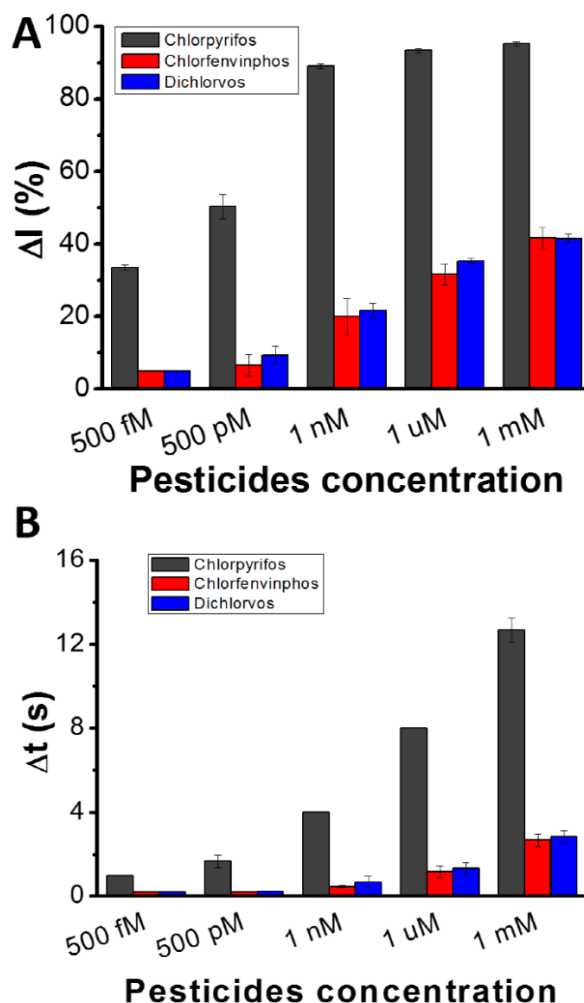 A
Chlorpyrifos
Chlorfenvinphos
Dichlorvos
100
80
60
40
20
0
ΔI (%)
500 fM 500 pM 1 nM 1 uM 1 mM
Pesticides concentration
B
Chlorpyrifos
Chlorfenvinphos
Dichlorvos
16
12
8
4
0
Δt (s)
500 fM 500 pM 1 nM 1 uM 1 mM
Pesticides concentration